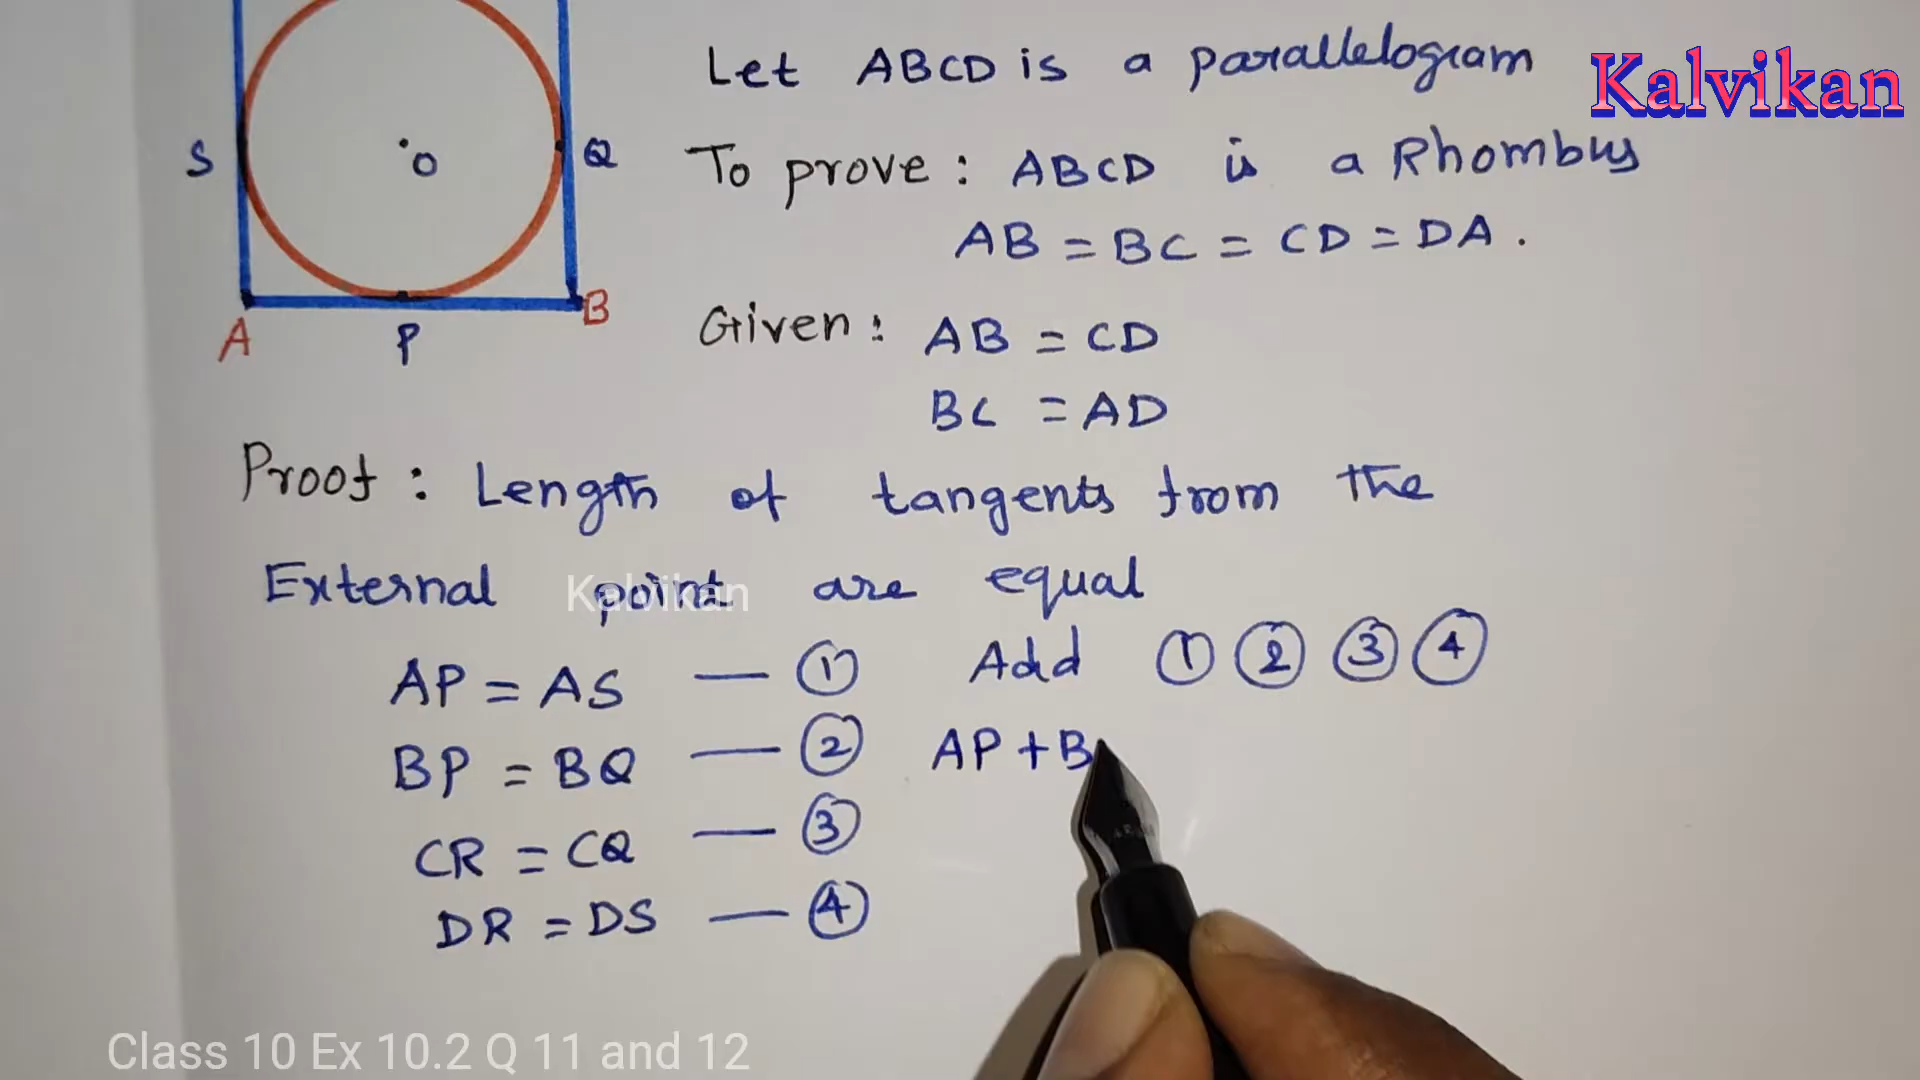 Let ABCD is a parallelogram
Kalvikan
S
O
Q
To prove : ABCD is a Rhombus
AB = BC = CD = DA .
A
P
B
Given : AB = CD
BC = AD
Proof : Length of tangents from the
External point are equal
Kalvikan
AP = AS — ①
Add ① ② ③ ④
BP = BQ — ②
AP + B
CR = CQ — ③
DR = DS — ④
Class 10 Ex 10.2 Q 11 and 12